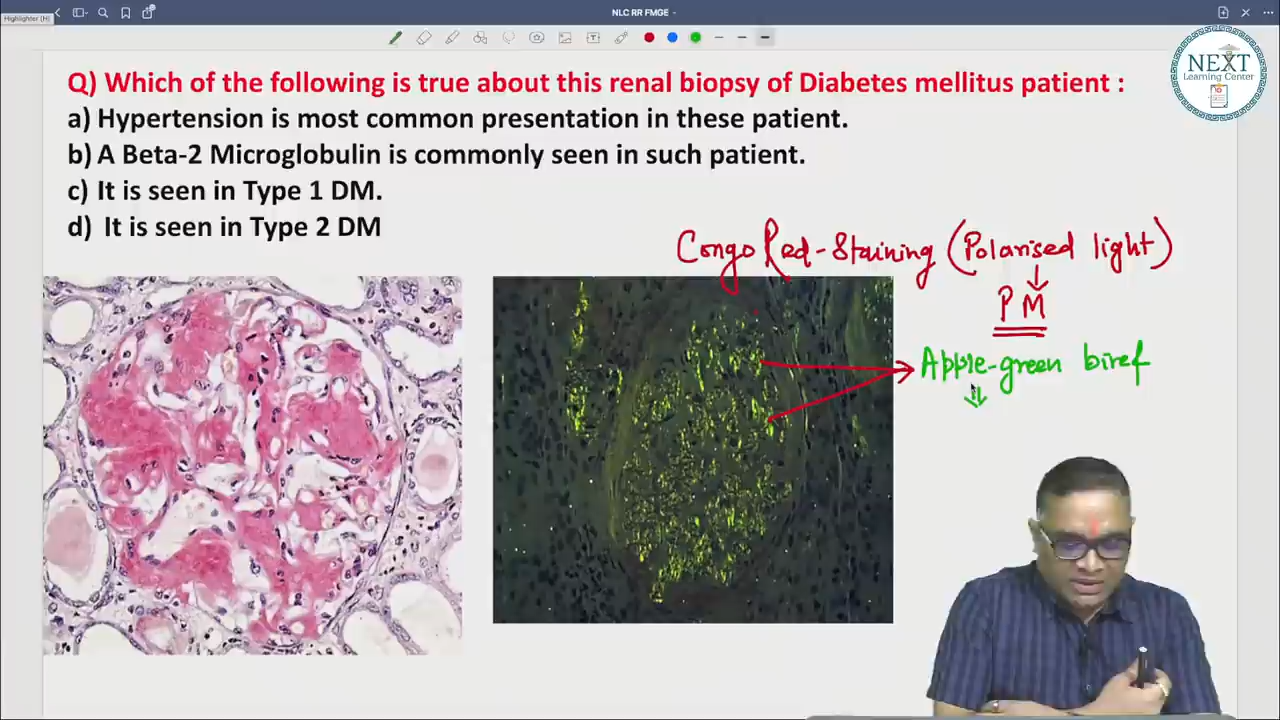 Highlighter (H)
NLC RR FMGE
NEXT
Learning Center
Q) Which of the following is true about this renal biopsy of Diabetes mellitus patient :
a) Hypertension is most common presentation in these patient.
b) A Beta-2 Microglobulin is commonly seen in such patient.
c) It is seen in Type 1 DM.
d) It is seen in Type 2 DM
Congo Red-Staining (Polarised light)
PM
Apple-green biref